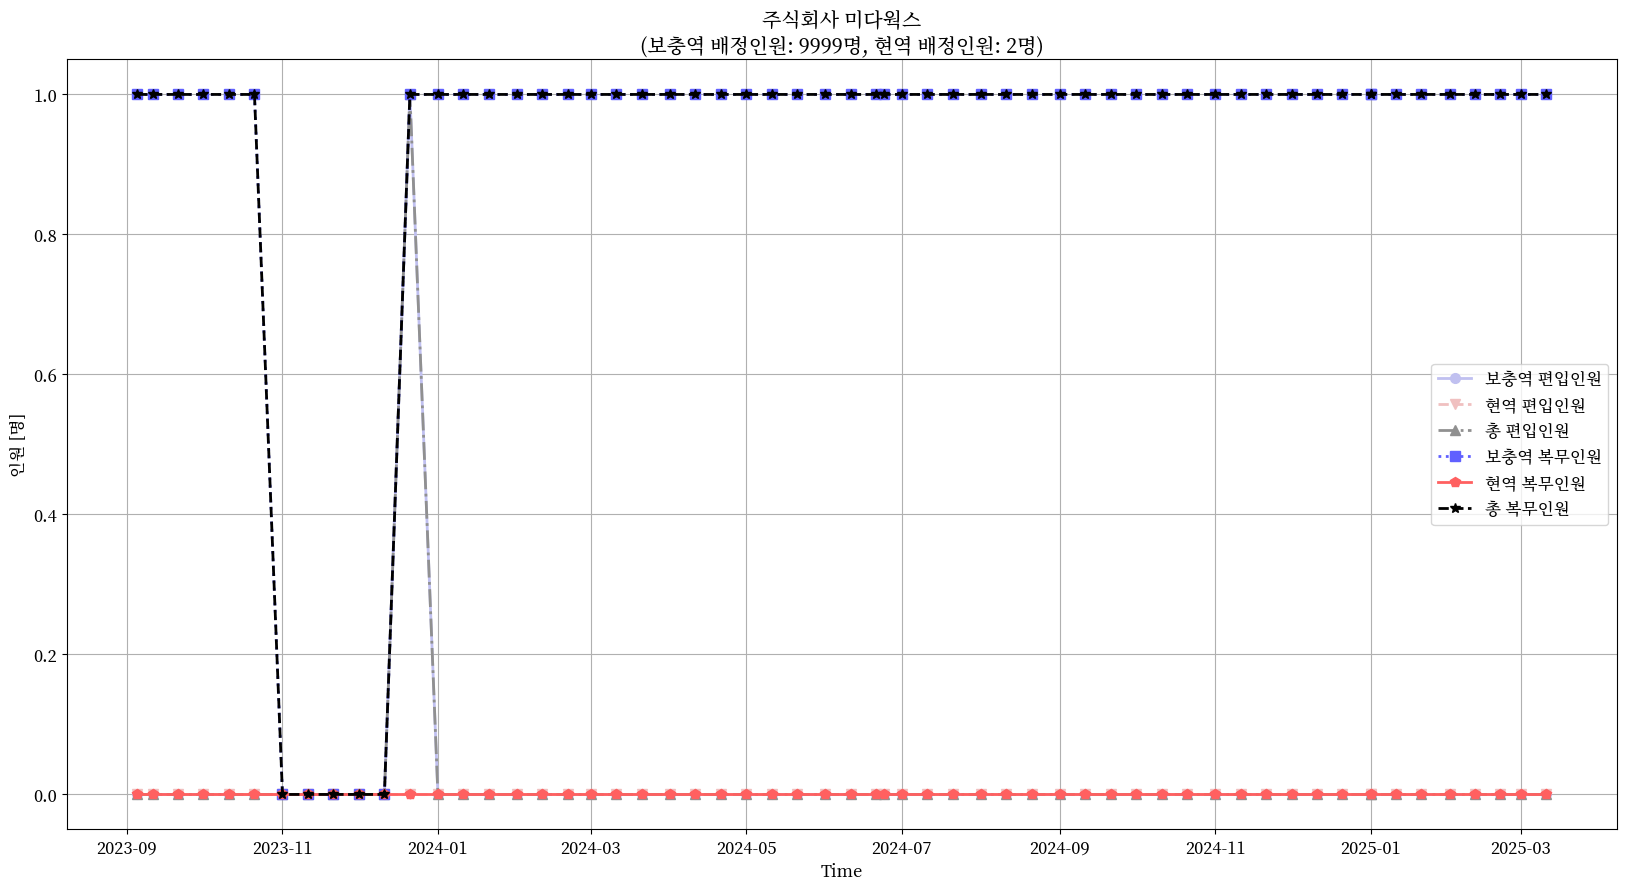 주식회사 미다웍스
(보충역 배정인원: 9999명, 현역 배정인원: 2명)
1.0
0.8
0.6
0.4
0.2
0.0
인원 [명]
보충역 편입인원
현역 편입인원
총 편입인원
보충역 복무인원
현역 복무인원
총 복무인원
2023-09
2023-11
2024-01
2024-03
2024-05
2024-07
2024-09
2024-11
2025-01
2025-03
Time